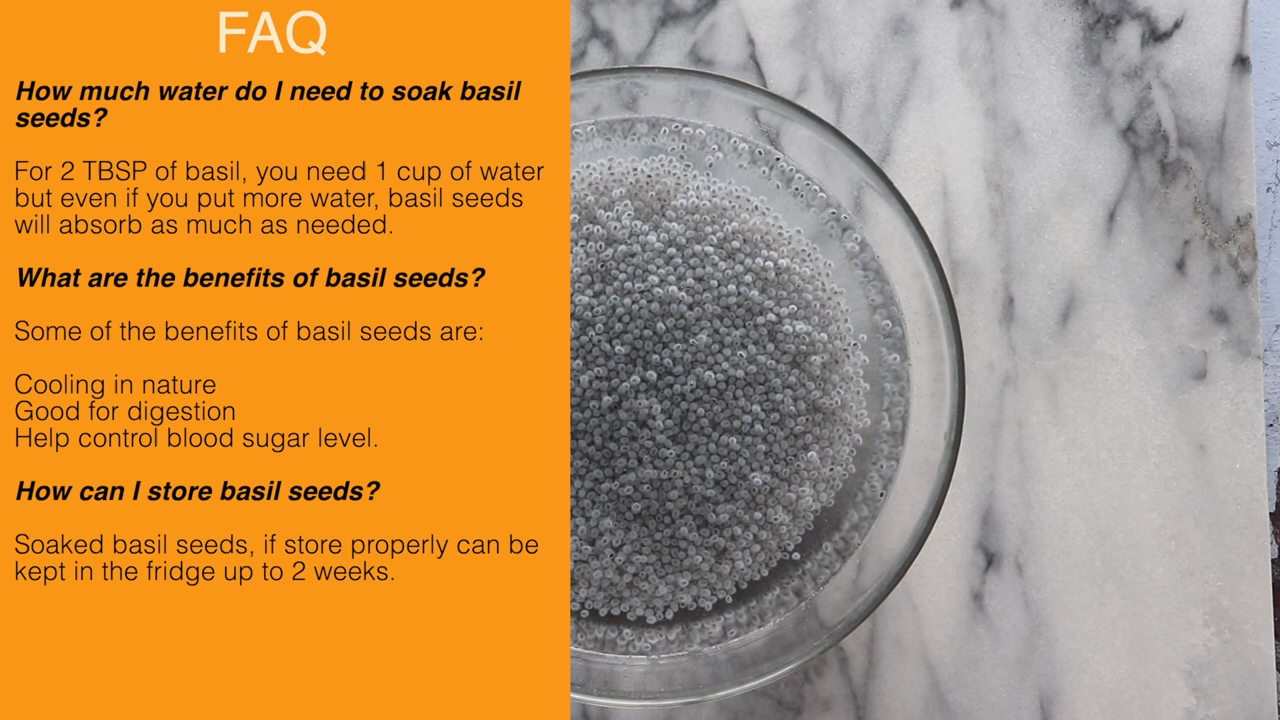 FAQ
How much water do I need to soak basil
seeds?
For 2 TBSP of basil, you need 1 cup of water
but even if you put more water, basil seeds
will absorb as much as needed.
What are the benefits of basil seeds?
Some of the benefits of basil seeds are:
Cooling in nature
Good for digestion
Help control blood sugar level.
How can I store basil seeds?
Soaked basil seeds, if store properly can be
kept in the fridge up to 2 weeks.